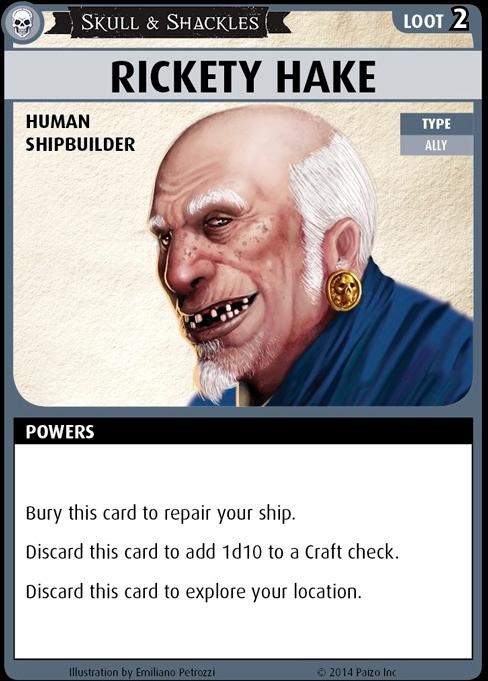 SKULL & SHACKLES
LOOT 2
RICKETY HAKE
HUMAN
SHIPBUILDER
TYPE
ALLY
POWERS
Bury this card to repair your ship.
Discard this card to add 1d10 to a Craft check.
Discard this card to explore your location.
Illustration by Emiliano Petrozzi © 2014 Paizo Inc